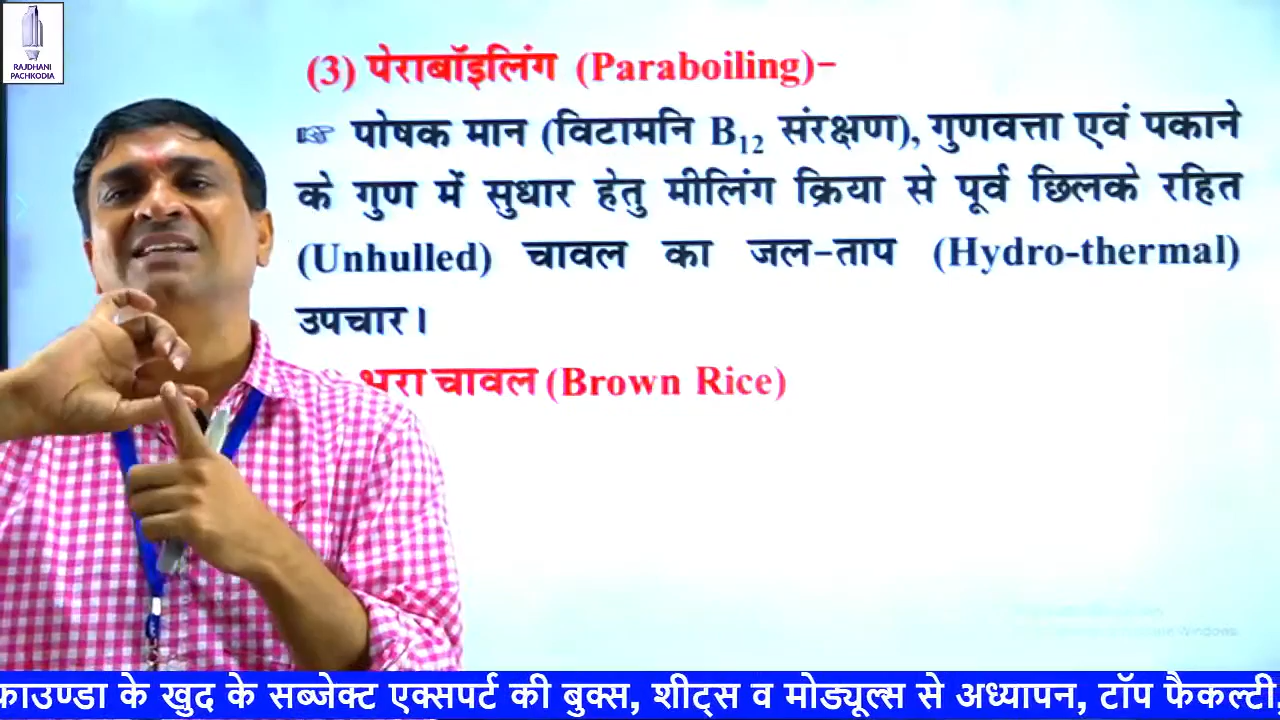 RAJDHANI
PACHKODIA
(3) पेराबॉइलिंग (Paraboiling)-
☞ पोषक मान (विटामनि B₁₂ संरक्षण), गुणवत्ता एवं पकाने
के गुण में सुधार हेतु मीलिंग क्रिया से पूर्व छिलके रहित
(Unhulled) चावल का जल-ताप (Hydro-thermal)
उपचार।
भूरा चावल (Brown Rice)
फाउण्डा के खुद के सब्जेक्ट एक्सपर्ट की बुक्स, शीट्स व मोड्यूल्स से अध्यापन, टॉप फैकल्टी,